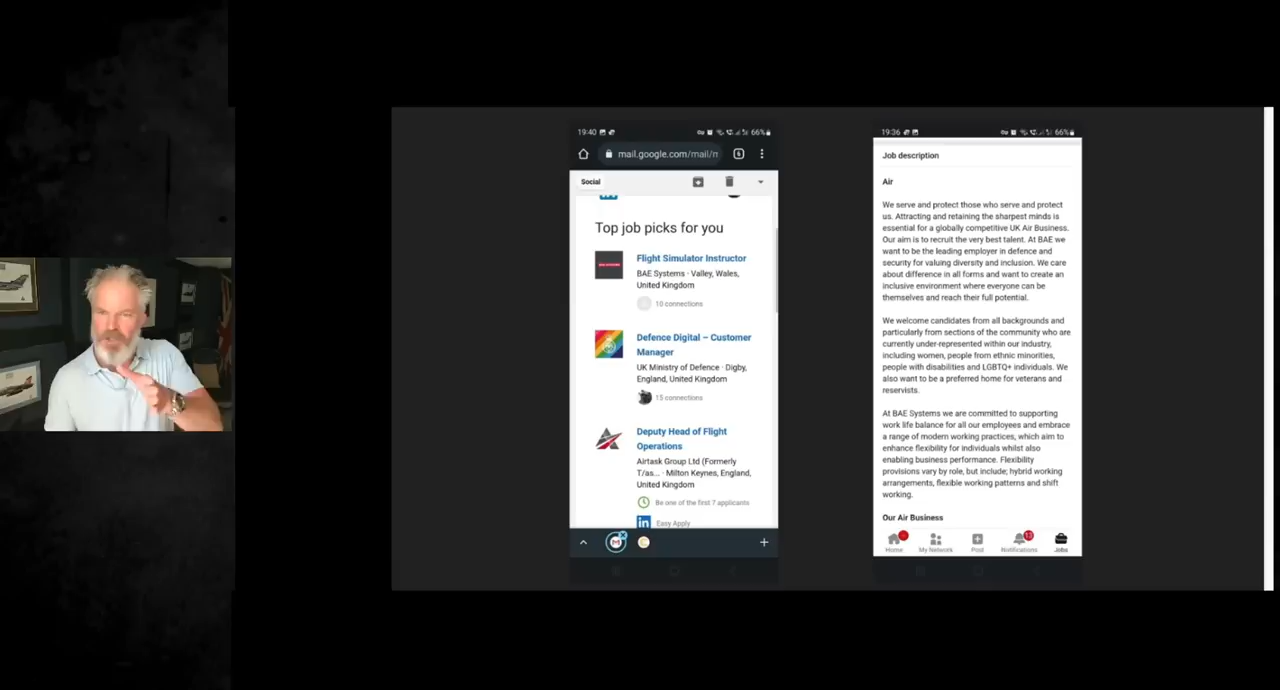 19:40
66%
mail.google.com/mail/
6
Social
Top job picks for you
Flight Simulator Instructor
BAE Systems · Valley, Wales,
United Kingdom
10 connections
Defence Digital – Customer
Manager
UK Ministry of Defence · Digby,
England, United Kingdom
15 connections
Deputy Head of Flight
Operations
Airtask Group Ltd (Formerly
T/as... · Milton Keynes, England,
United Kingdom
Be one of the first 7 applicants
in Easy Apply
19:36
66%
Job description
Air
We serve and protect those who serve and protect
us. Attracting and retaining the sharpest minds is
essential for a globally competitive UK Air Business.
Our aim is to recruit the very best talent. At BAE we
want to be the leading employer in defence and
security for valuing diversity and inclusion. We care
about difference in all forms and want to create an
inclusive environment where everyone can be
themselves and reach their full potential.
We welcome candidates from all backgrounds and
particularly from sections of the community who are
currently under-represented within our industry,
including women, people from ethnic minorities,
people with disabilities and LGBTQ+ individuals. We
also want to be a preferred home for veterans and
reservists.
At BAE Systems we are committed to supporting
work life balance for all our employees and embrace
a range of modern working practices, which aim to
enhance flexibility for individuals whilst also
enabling business performance. Flexibility
provisions vary by role, but include; hybrid working
arrangements, flexible working patterns and shift
working.
Our Air Business
Home
My Network
Post
Notifications
13
Jobs